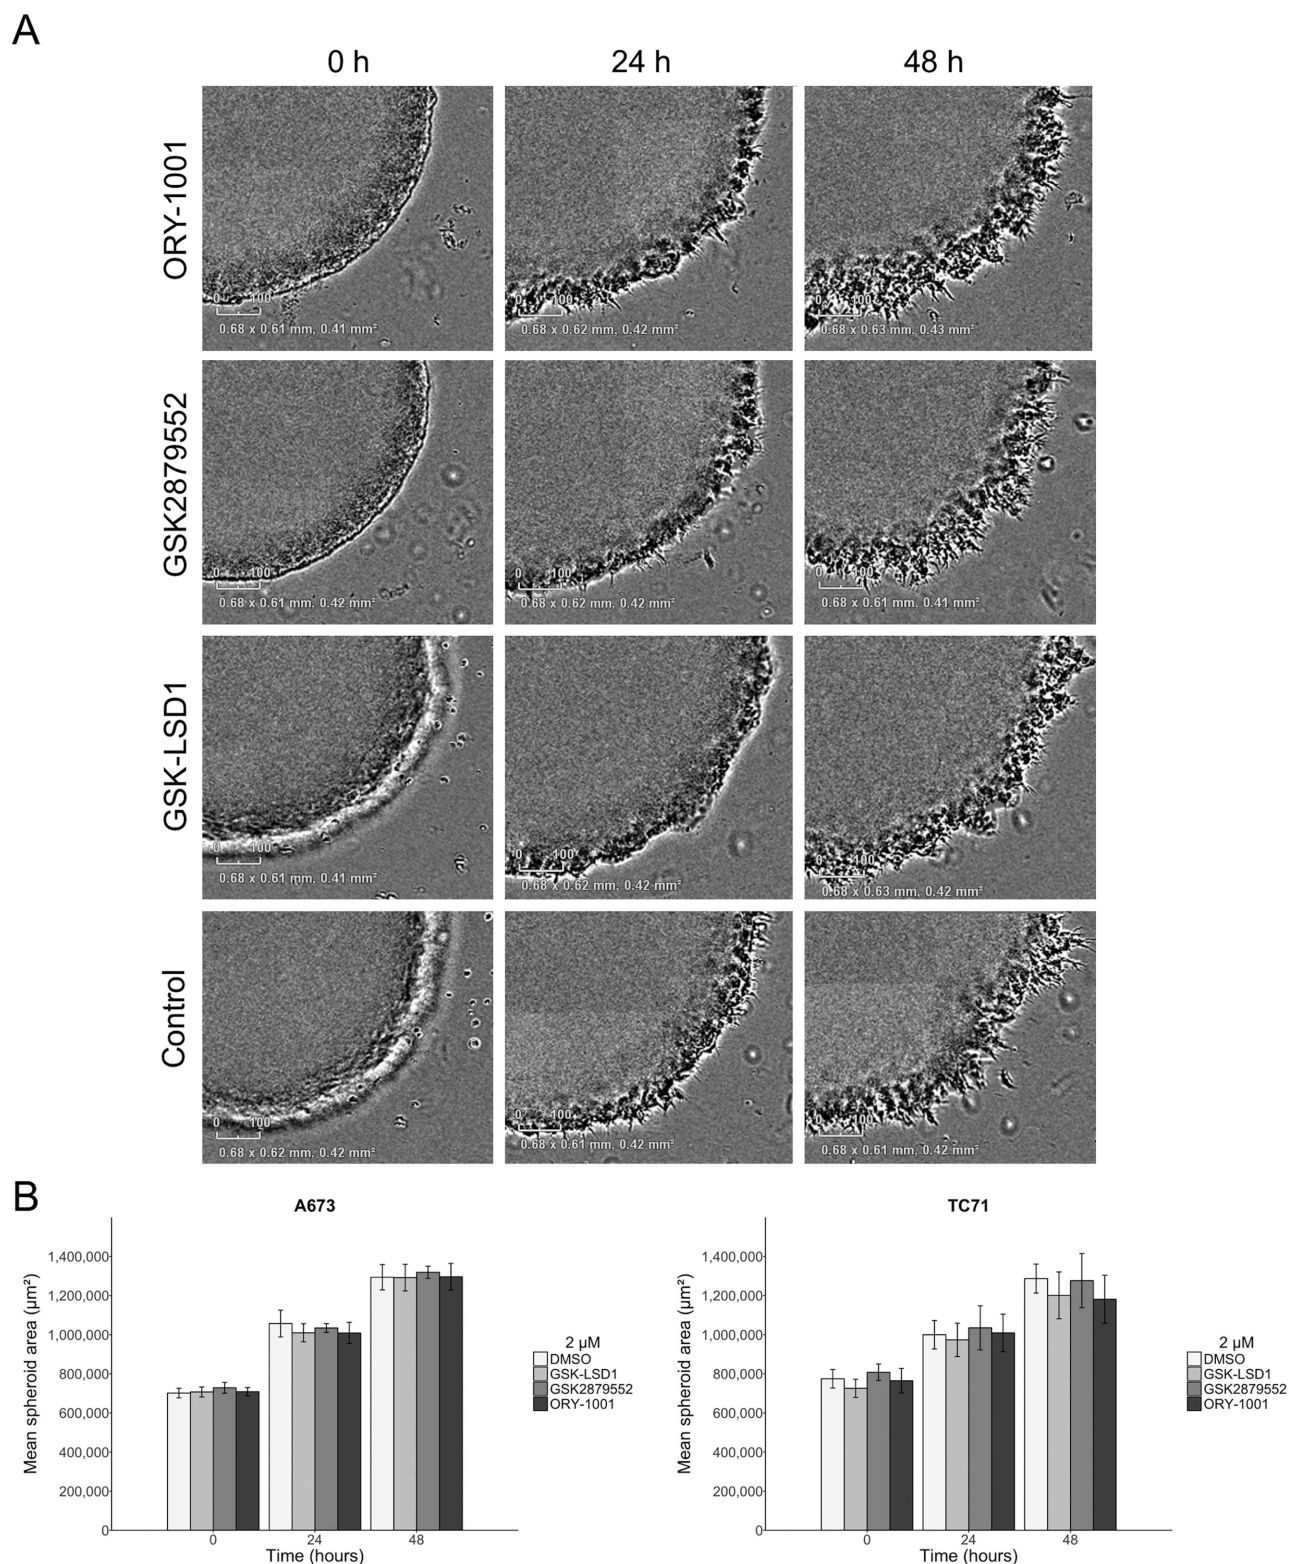 A
0 h 24 h 48 h
ORY-1001
0 100
0.68 x 0.61 mm, 0.41 mm²
0 100
0.68 x 0.62 mm, 0.42 mm²
0 100
0.68 x 0.63 mm, 0.43 mm²
GSK2879552
0 100
0.68 x 0.61 mm, 0.42 mm²
0 100
0.68 x 0.62 mm, 0.42 mm²
0 100
0.68 x 0.61 mm, 0.41 mm²
GSK-LSD1
0 100
0.68 x 0.61 mm, 0.41 mm²
0 100
0.68 x 0.62 mm, 0.42 mm²
0 100
0.68 x 0.63 mm, 0.42 mm²
Control
0 100
0.68 x 0.62 mm, 0.42 mm²
0 100
0.68 x 0.61 mm, 0.42 mm²
0 100
0.68 x 0.61 mm, 0.42 mm²
B
A673
Mean spheroid area (µm²)
1,400,000
1,200,000
1,000,000
800,000
600,000
400,000
200,000
0
0 24 48
Time (hours)
2 µM
DMSO
GSK-LSD1
GSK2879552
ORY-1001
TC71
Mean spheroid area (µm²)
1,400,000
1,200,000
1,000,000
800,000
600,000
400,000
200,000
0
0 24 48
Time (hours)
2 µM
DMSO
GSK-LSD1
GSK2879552
ORY-1001